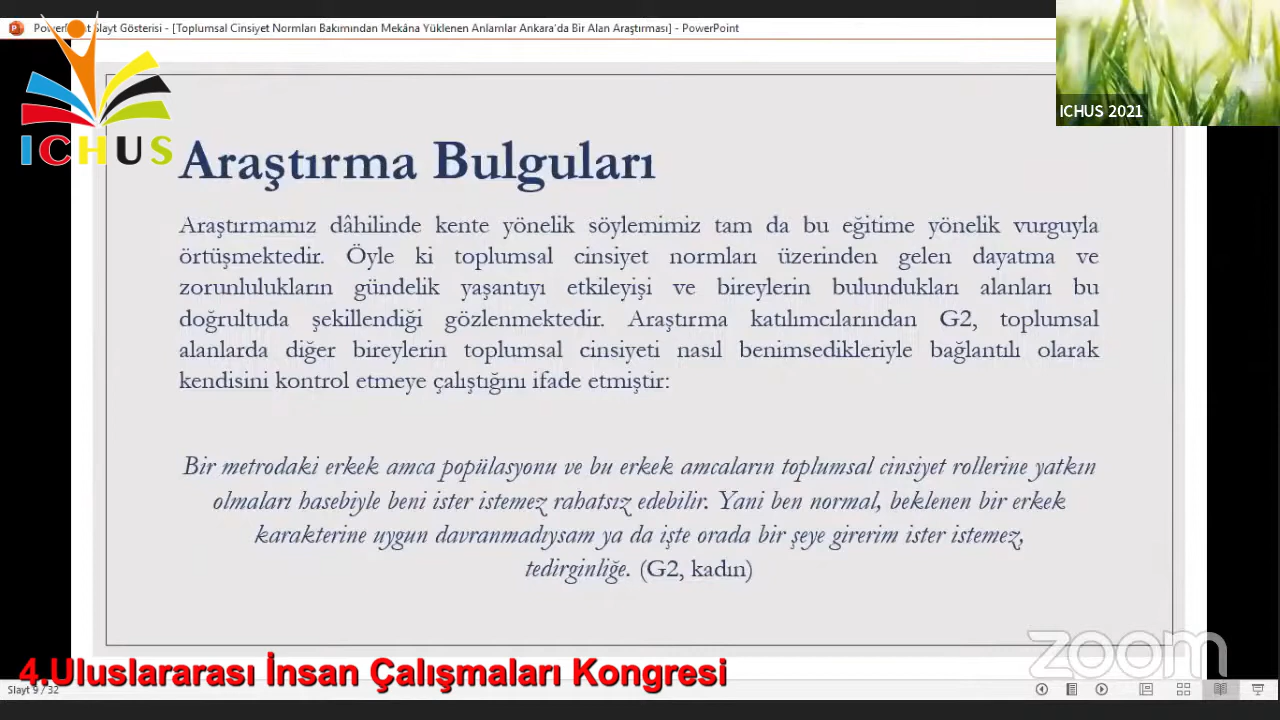 PowerPoint Slayt Gösterisi - [Toplumsal Cinsiyet Normları Bakımından Mekâna Yüklenen Anlamlar Ankara'da Bir Alan Araştırması] - PowerPoint
ICHUS 2021
ICHUS
Araştırma Bulguları
Araştırmamız dâhilinde kente yönelik söylemimiz tam da bu eğitime yönelik vurguyla
örtüşmektedir. Öyle ki toplumsal cinsiyet normları üzerinden gelen dayatma ve
zorunlulukların gündelik yaşantıyı etkileyişi ve bireylerin bulundukları alanları bu
doğrultuda şekillendiği gözlenmektedir. Araştırma katılımcılarından G2, toplumsal
alanlarda diğer bireylerin toplumsal cinsiyeti nasıl benimsedikleriyle bağlantılı olarak
kendisini kontrol etmeye çalıştığını ifade etmiştir:
Bir metrodaki erkek amca popülasyonu ve bu erkek amcaların toplumsal cinsiyet rollerine yatkın
olmaları hasebiyle beni ister istemez rahatsız edebilir. Yani ben normal, beklenen bir erkek
karakterine uygun davranmadıysam ya da işte orada bir şeye girerim ister istemez,
tedirginliğe. (G2, kadın)
zoom
4.Uluslararası İnsan Çalışmaları Kongresi
Slayt 9 / 32